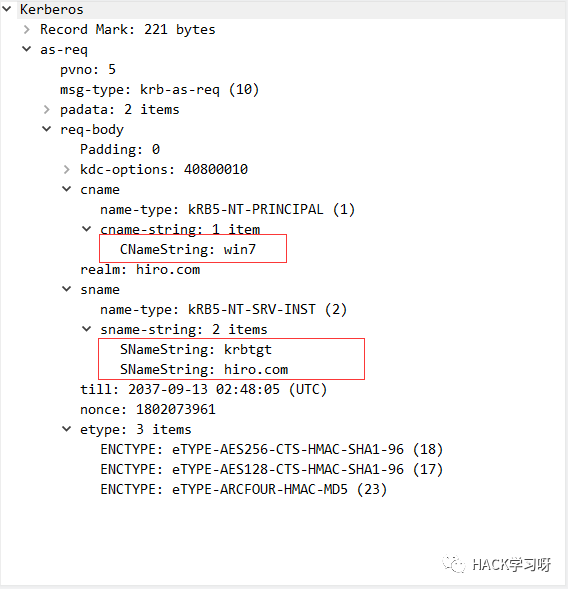 Kerberos
Record Mark: 221 bytes
as-req
pvno: 5
msg-type: krb-as-req (10)
padata: 2 items
req-body
Padding: 0
kdc-options: 40800010
cname
name-type: kRB5-NT-PRINCIPAL (1)
cname-string: 1 item
CNameString: win7
realm: hiro.com
sname
name-type: kRB5-NT-SRV-INST (2)
sname-string: 2 items
SNameString: krbtgt
SNameString: hiro.com
till: 2037-09-13 02:48:05 (UTC)
nonce: 1802073961
etype: 3 items
ENCTYPE: eTYPE-AES256-CTS-HMAC-SHA1-96 (18)
ENCTYPE: eTYPE-AES128-CTS-HMAC-SHA1-96 (17)
ENCTYPE: eTYPE-ARCFOUR-HMAC-MD5 (23)
HACK学习呀